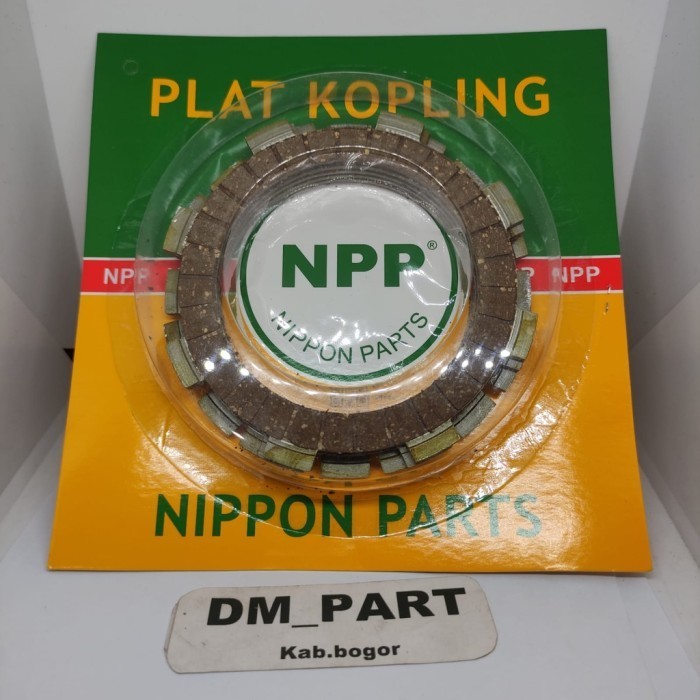 PLAT KOPLING
NPP
NPP®
P NPP
NIPPON PARTS
NIPPON PARTS
DM_PART
Kab.bogor